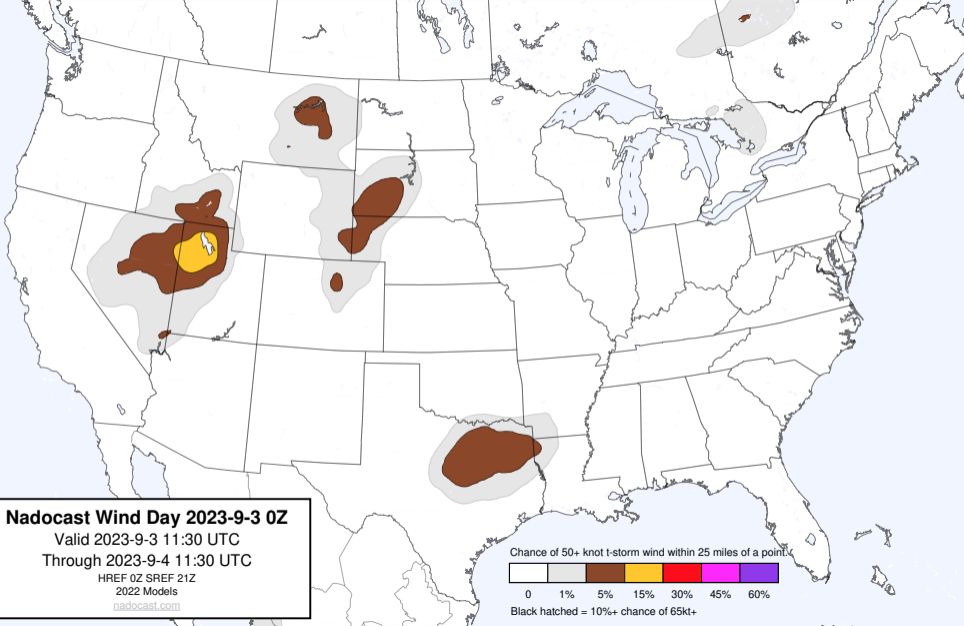 Nadocast Wind Day 2023-9-3 0Z
Valid 2023-9-3 11:30 UTC
Through 2023-9-4 11:30 UTC
HREF 0Z SREF 21Z
2022 Models
nadocast.com
Chance of 50+ knot t-storm wind within 25 miles of a point.
0 1% 5% 15% 30% 45% 60%
Black hatched = 10%+ chance of 65kt+